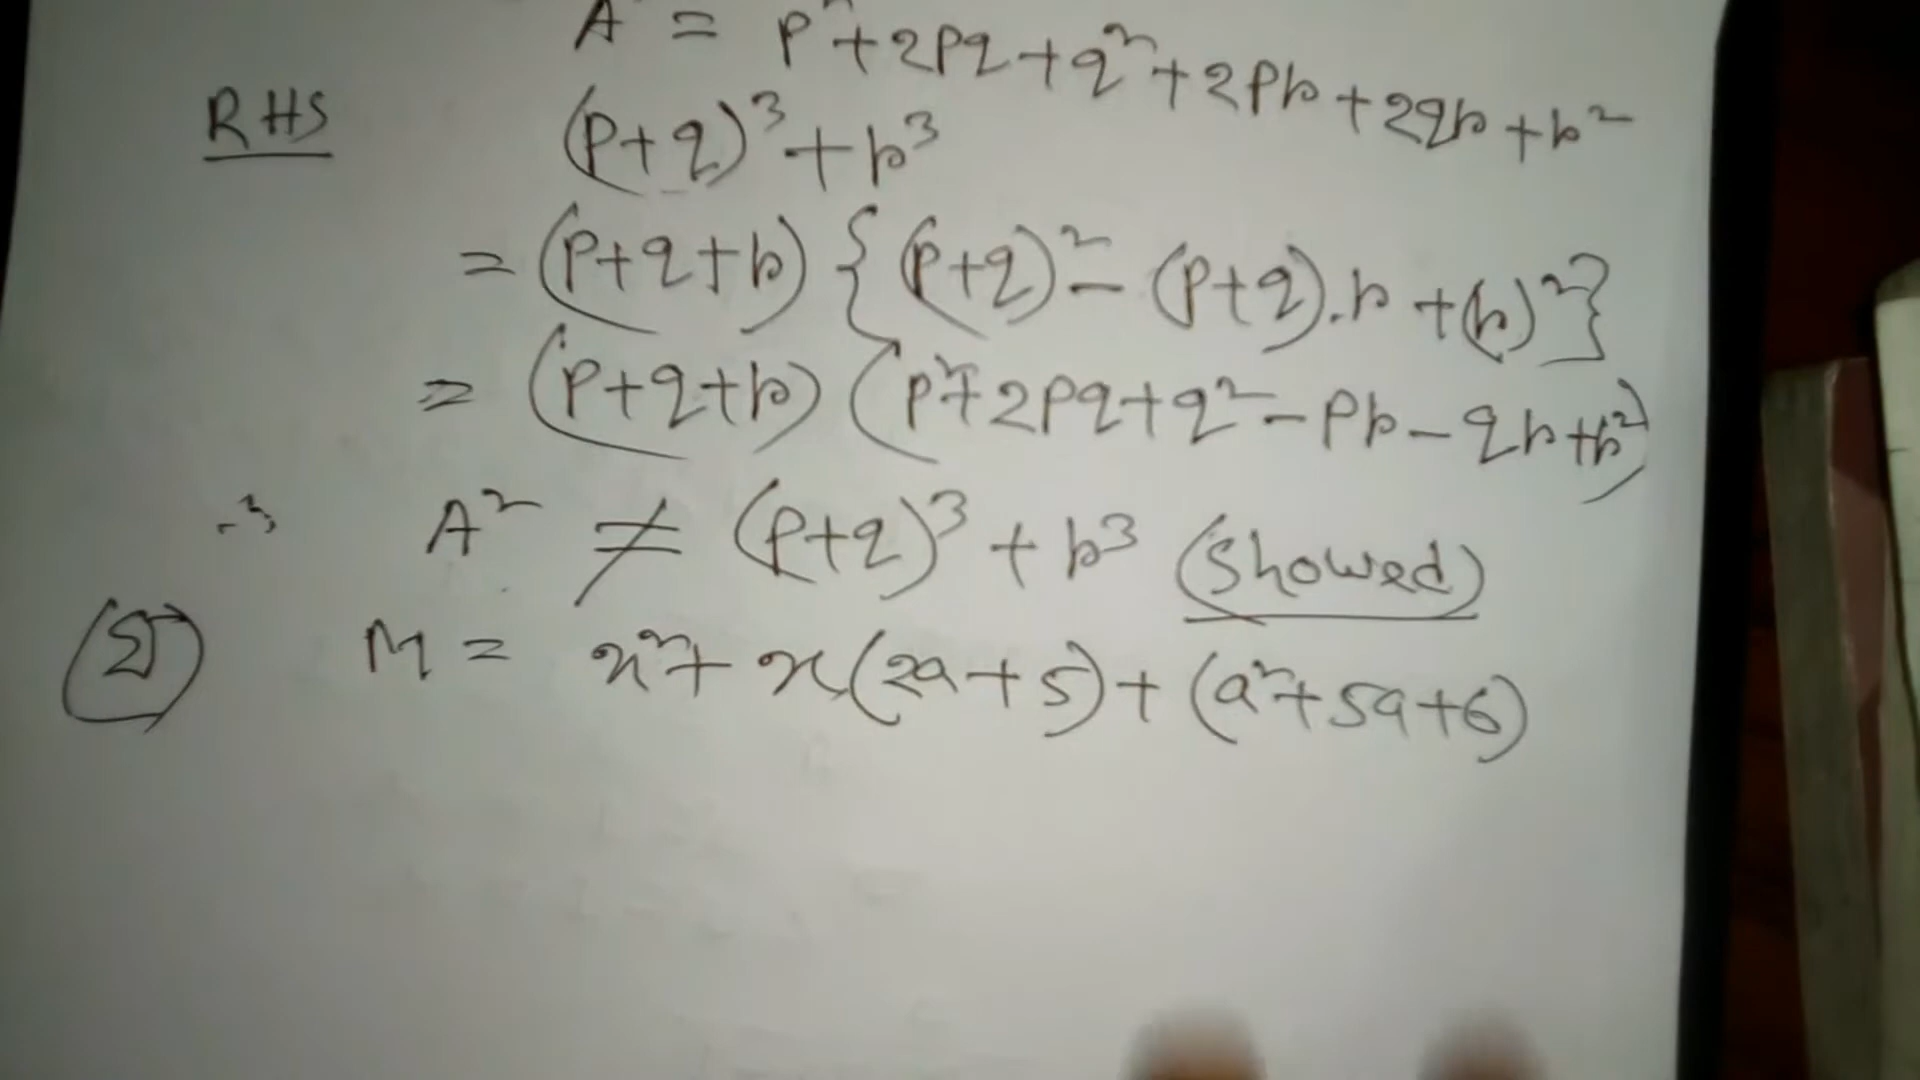 A² = p²+2pq+q²+2pr+2qr+r²
RHS (p+q)³+r³
= (p+q+r) { (p+q)² - (p+q).r +(r)²}
= (p+q+r) (p²+2pq+q²-pr-qr+r²)
∴ A² ≠ (p+q)³ + r³ (Showed)
M = x²+ x(2a+5)+(a²+5a+6)